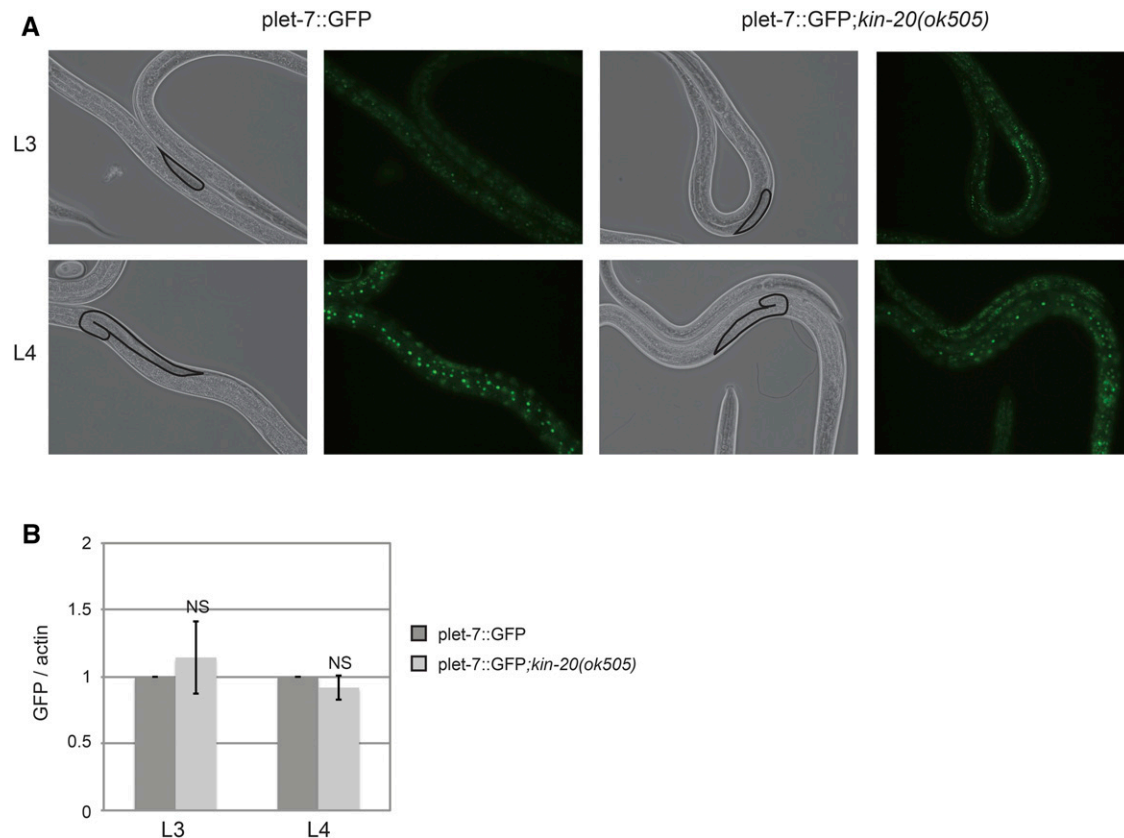 A
plet-7::GFP
plet-7::GFP;kin-20(ok505)
L3
L4
B
GFP / actin
2
1.5
1
0.5
0
NS
NS
L3
L4
plet-7::GFP
plet-7::GFP;kin-20(ok505)